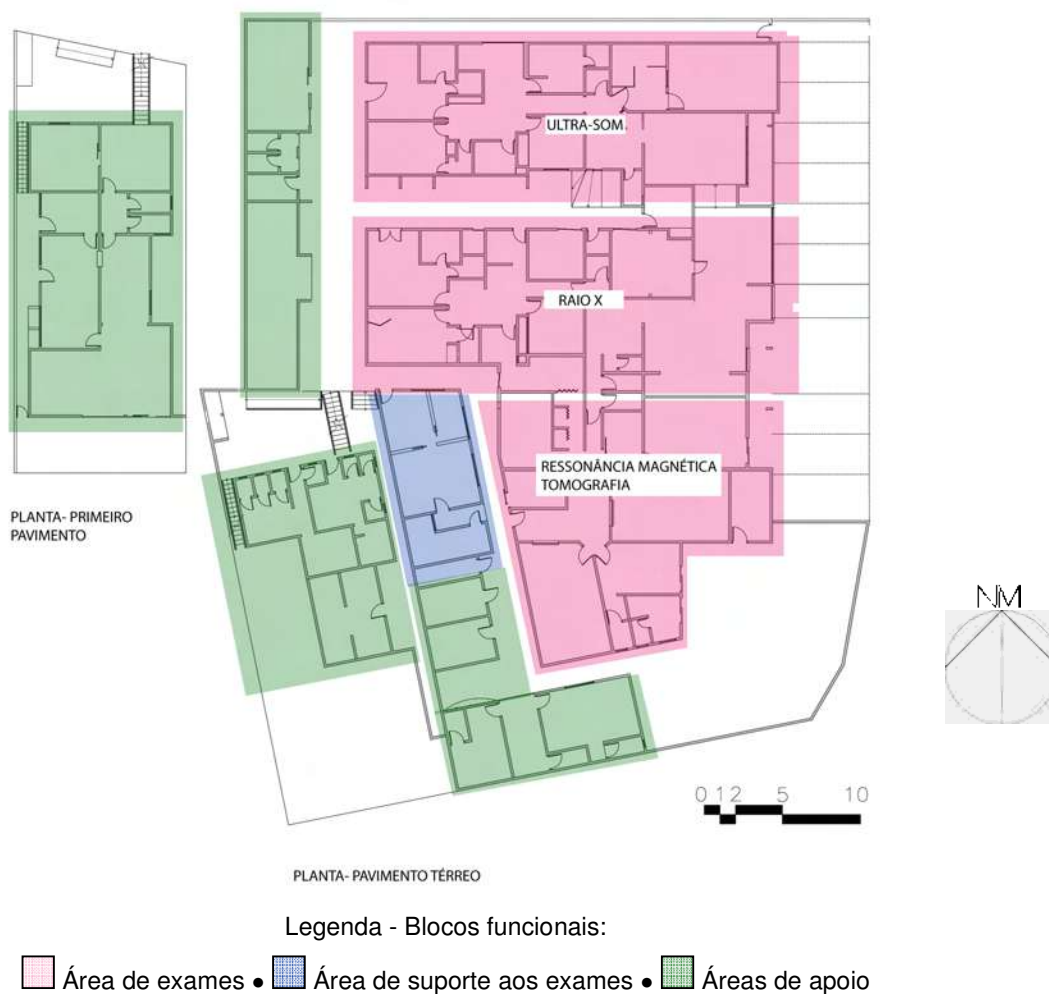 ULTRA-SOM
RAIO X
RESSONÂNCIA MAGNÉTICA
TOMOGRAFIA
PLANTA- PRIMEIRO
PAVIMENTO
NM
0 1 2 5 10
PLANTA- PAVIMENTO TÉRREO
Legenda - Blocos funcionais:
Área de exames ● Área de suporte aos exames ● Áreas de apoio